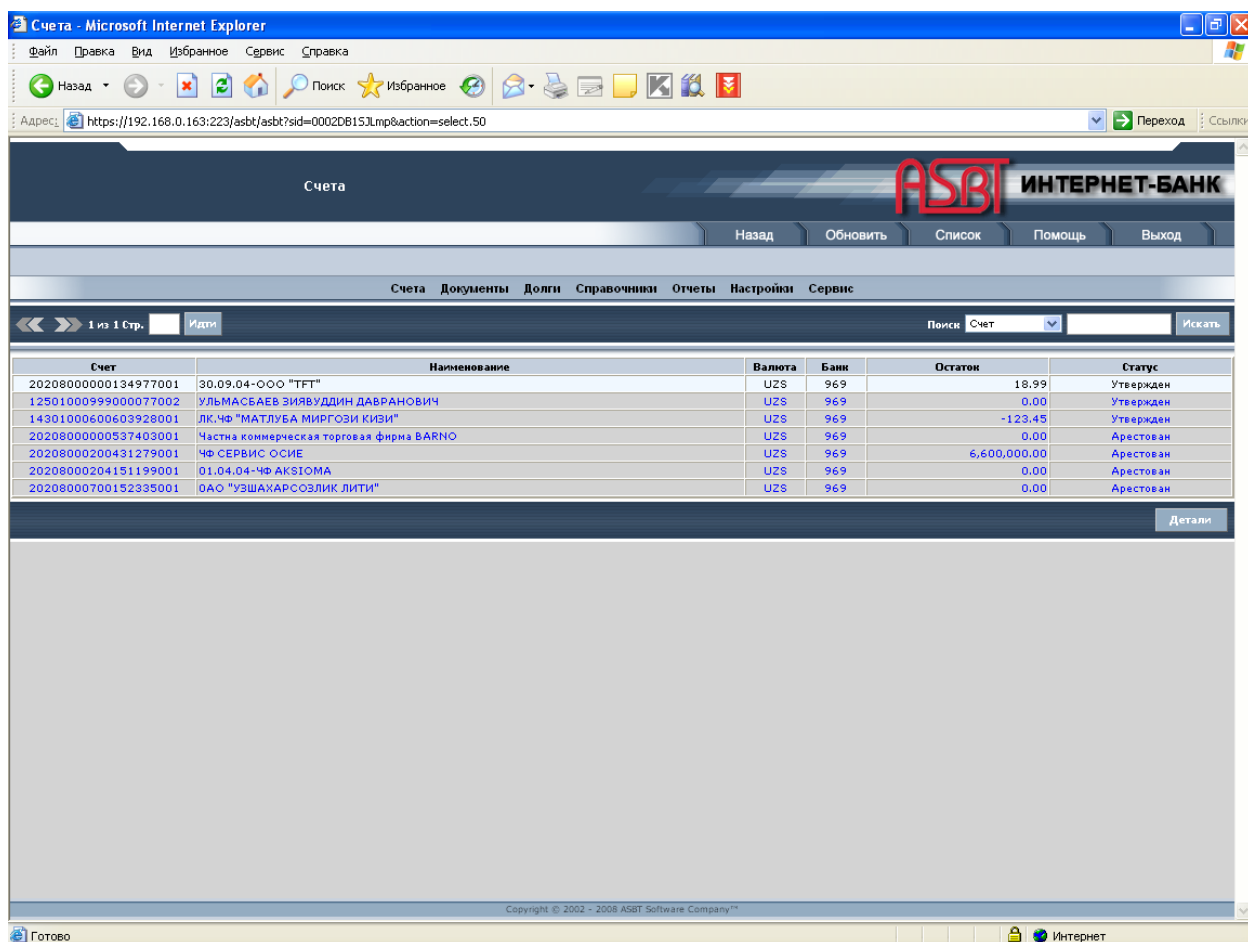 Счета - Microsoft Internet Explorer
Файл Правка Вид Избранное Сервис Справка
Назад Поиск Избранное
Адрес: https://192.168.0.163:223/asbt/asbt?sid=0002DB1SJLmp&action=select.50 Переход Ссылки
Счета ASBT ИНТЕРНЕТ-БАНК
Назад Обновить Список Помощь Выход
Счета Документы Долги Справочники Отчеты Настройки Сервис
1 из 1 Стр. Идти Поиск Счет Искать
Счет Наименование Валюта Банк Остаток Статус
20208000000134977001 30.09.04-ООО "TFT" UZS 969 18.99 Утвержден
12501000999000077002 УЛЬМАСБАЕВ ЗИЯВУДДИН ДАВРАНОВИЧ UZS 969 0.00 Утвержден
14301000600603928001 ЛК.ЧФ "МАТЛУБА МИРГОЗИ КИЗИ" UZS 969 -123.45 Утвержден
20208000000537403001 Частна коммерческая торговая фирма BARNO UZS 969 0.00 Арестован
20208000200431279001 ЧФ СЕРВИС ОСИЕ UZS 969 6,600,000.00 Арестован
20208000204151199001 01.04.04-ЧФ AKSIOMA UZS 969 0.00 Арестован
20208000700152335001 ОАО "УЗШАХАРСОЗЛИК ЛИТИ" UZS 969 0.00 Арестован
Детали
Copyright © 2002 - 2008 ASBT Software Company™
Готово Интернет